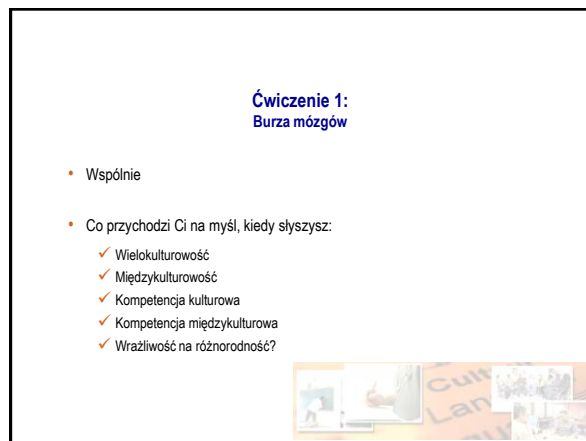 Ćwiczenie 1:
Burza mózgów
• Wspólnie
• Co przychodzi Ci na myśl, kiedy słyszysz:
✓ Wielokulturowość
✓ Międzykulturowość
✓ Kompetencja kulturowa
✓ Kompetencja międzykulturowa
✓ Wrażliwość na różnorodność?